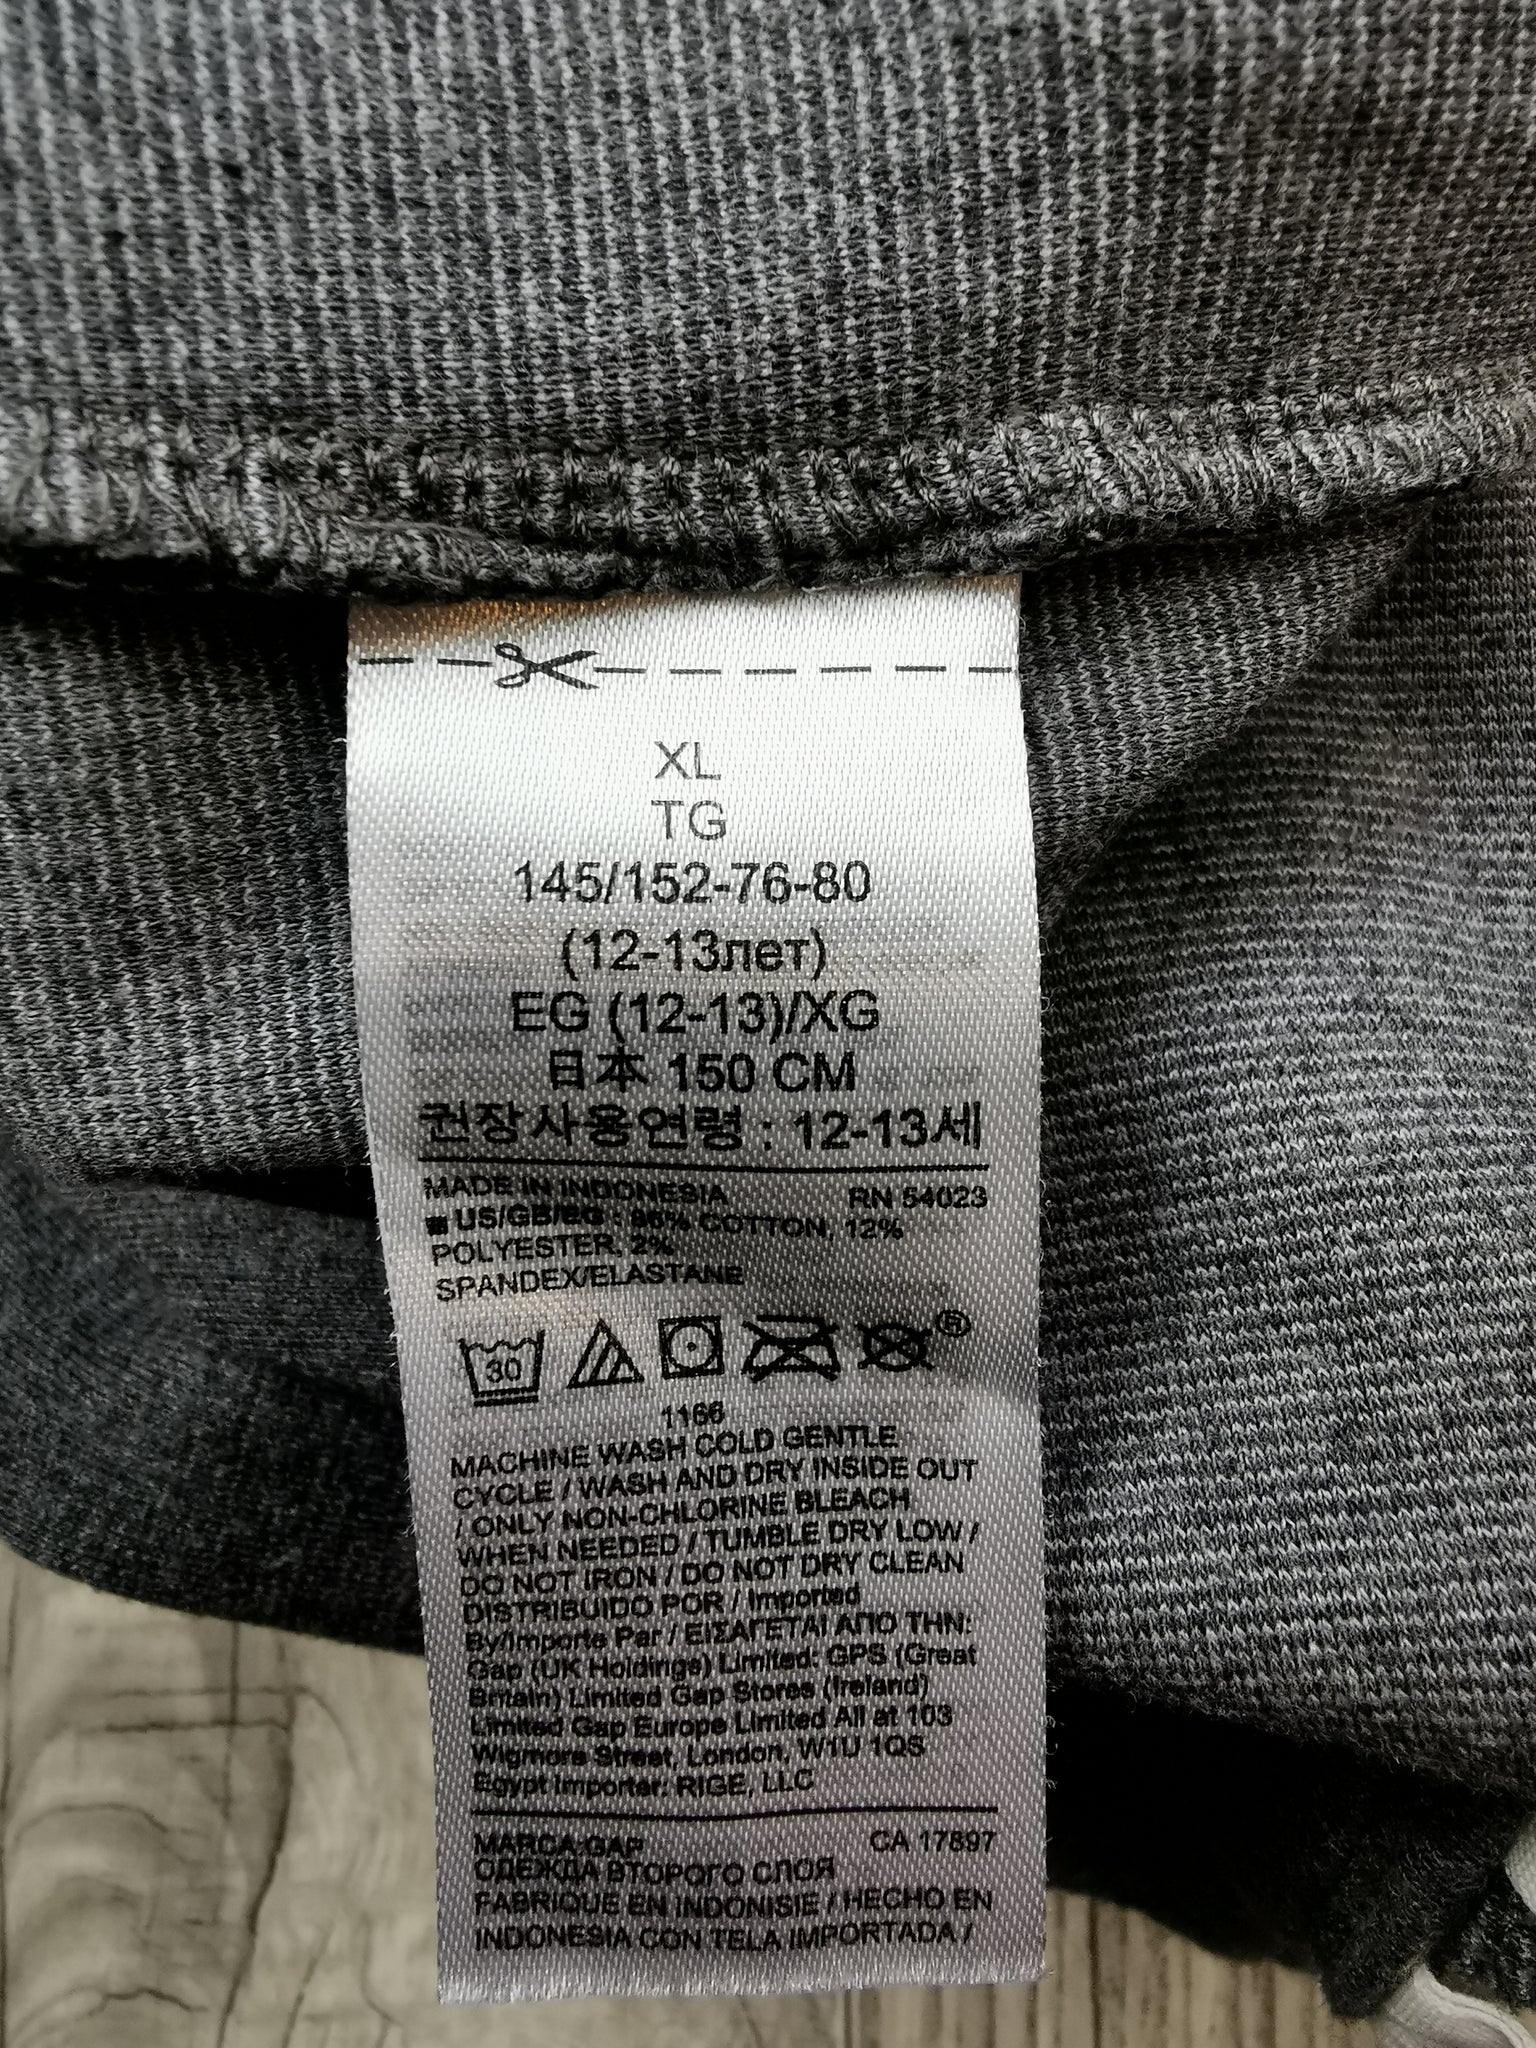 XL
TG
145/152-76-80
(12-13лет)
EG (12-13)/XG
日本 150 CM
권장사용연령 : 12-13세
MADE IN INDONESIA RN 54023
US/GB/EG : 86% COTTON, 12%
POLYESTER, 2%
SPANDEX/ELASTANE
30
®
1166
MACHINE WASH COLD GENTLE
CYCLE / WASH AND DRY INSIDE OUT
/ ONLY NON-CHLORINE BLEACH
WHEN NEEDED / TUMBLE DRY LOW /
DO NOT IRON / DO NOT DRY CLEAN
DISTRIBUIDO POR / Imported
By/Importe Par / ΕΙΣΑΓΕΤΑΙ ΑΠΟ ΤΗΝ:
Gap (UK Holdings) Limited: GPS (Great
Britain) Limited Gap Stores (Ireland)
Limited Gap Europe Limited All at 103
Wigmore Street, London, W1U 1QS
Egypt Importer: RIGE, LLC
MARCA:GAP CA 17897
ОДЕЖДА ВТОРОГО СЛОЯ
FABRIQUE EN INDONISIE / HECHO EN
INDONESIA CON TELA IMPORTADA /